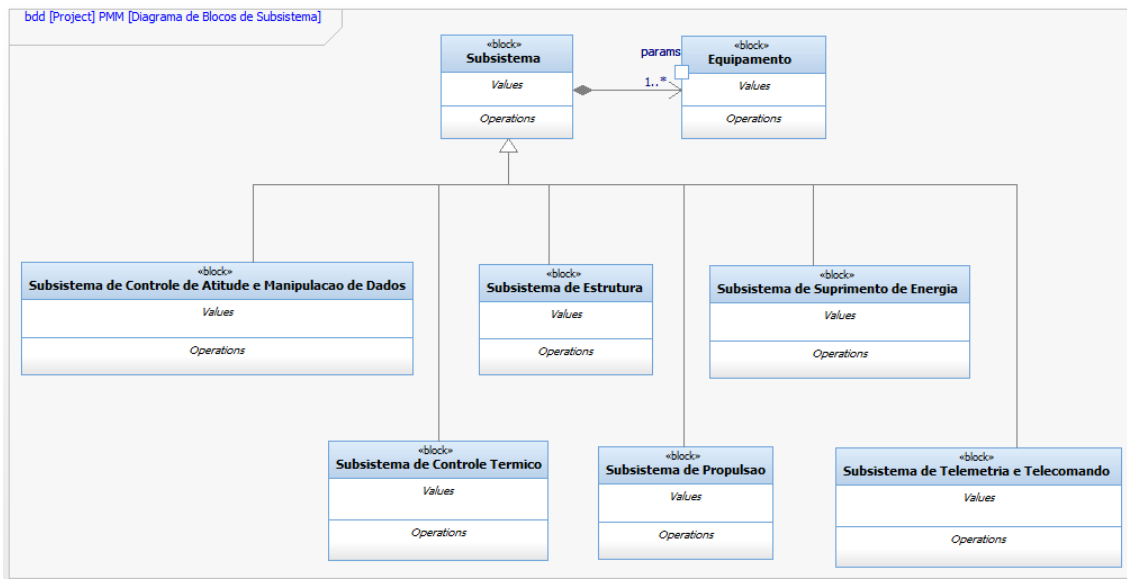 bdd [Project] PMM [Diagrama de Blocos de Subsistema]
«block»
Subsistema
Values
Operations
params
1..*
«block»
Equipamento
Values
Operations
«block»
Subsistema de Controle de Atitude e Manipulacao de Dados
Values
Operations
«block»
Subsistema de Estrutura
Values
Operations
«block»
Subsistema de Suprimento de Energia
Values
Operations
«block»
Subsistema de Controle Termico
Values
Operations
«block»
Subsistema de Propulsao
Values
Operations
«block»
Subsistema de Telemetria e Telecomando
Values
Operations